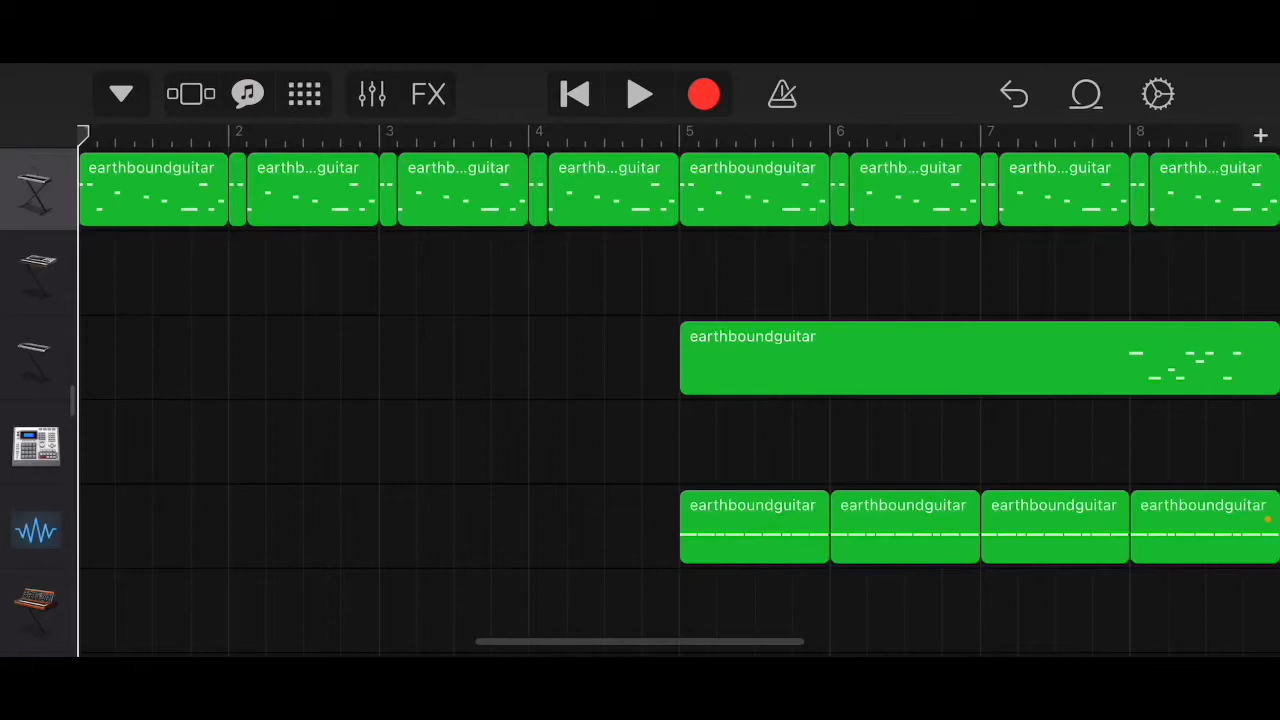 FX
2 3 4 5 6 7 8 +
earthboundguitar earthb...guitar earthb...guitar earthb...guitar earthboundguitar earthb...guitar earthb...guitar earthb...guitar
earthboundguitar
earthboundguitar earthboundguitar earthboundguitar earthboundguitar